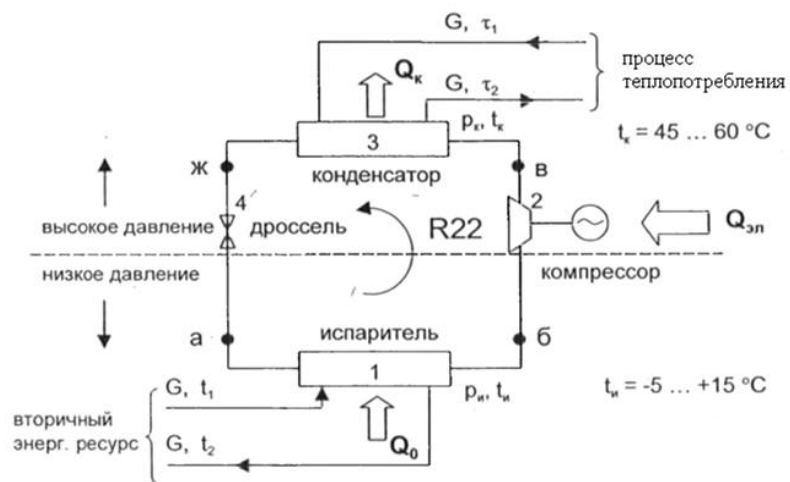 G, τ₁
Qк
процесс
теплопотребления
G, τ₂
pк, tк
tк = 45 ... 60 °C
3
ж
конденсатор
в
4
2
высокое давление
дроссель
R22
Qэл
низкое давление
компрессор
испаритель
а
б
1
G, t₁
pи, tи
tи = -5 ... +15 °C
вторичный
энерг. ресурс
G, t₂
Q₀